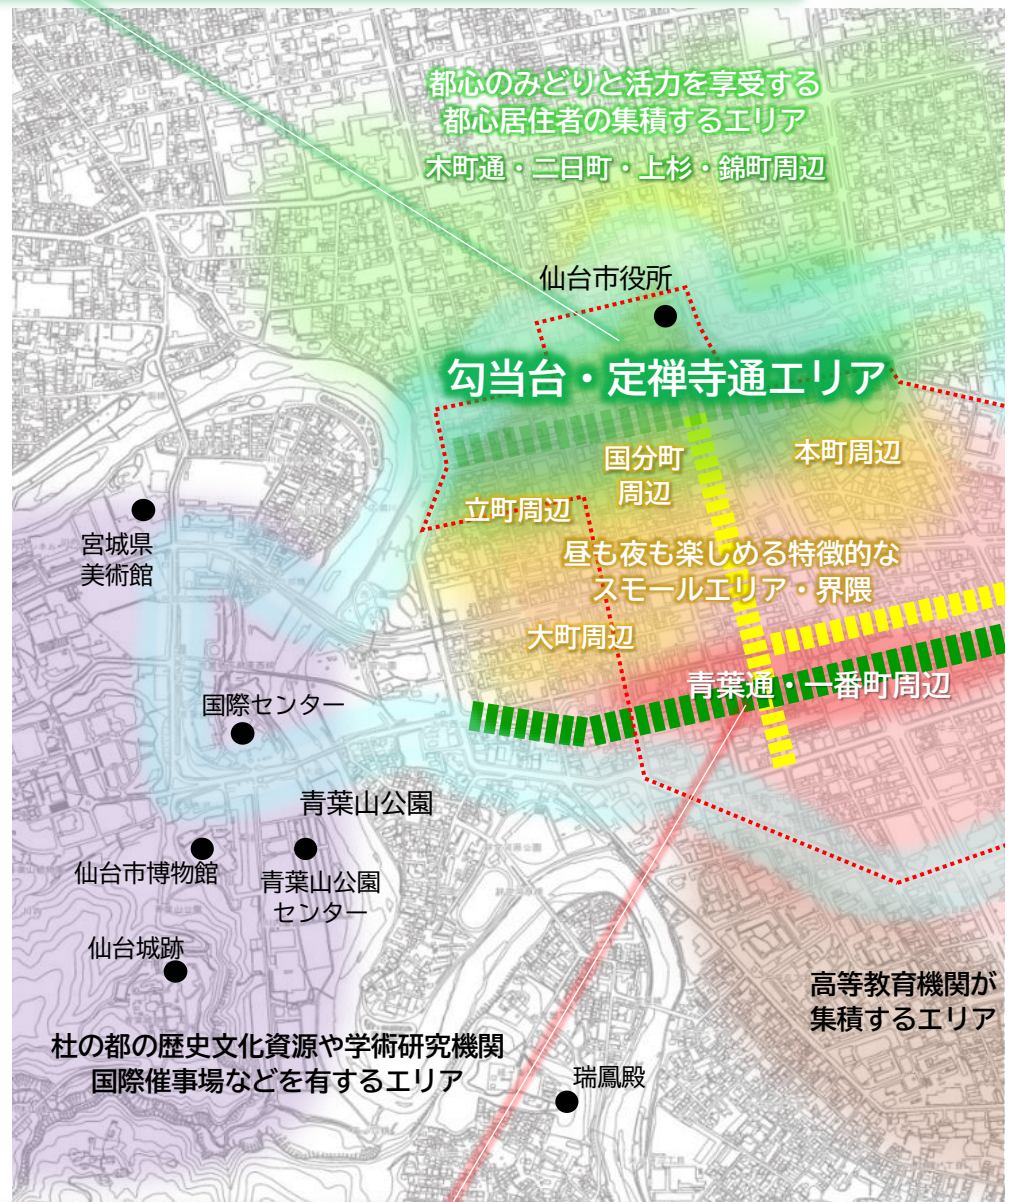 都心のみどりと活力を享受する
都心居住者の集積するエリア
木町通・二日町・上杉・錦町周辺
仙台市役所
勾当台・定禅寺通エリア
国分町
周辺
本町周辺
立町周辺
宮城県
美術館
昼も夜も楽しめる特徴的な
スモールエリア・界隈
大町周辺
青葉通・一番町周辺
国際センター
青葉山公園
仙台市博物館
青葉山公園
センター
仙台城跡
高等教育機関が
集積するエリア
杜の都の歴史文化資源や学術研究機関
国際催事場などを有するエリア
瑞鳳殿